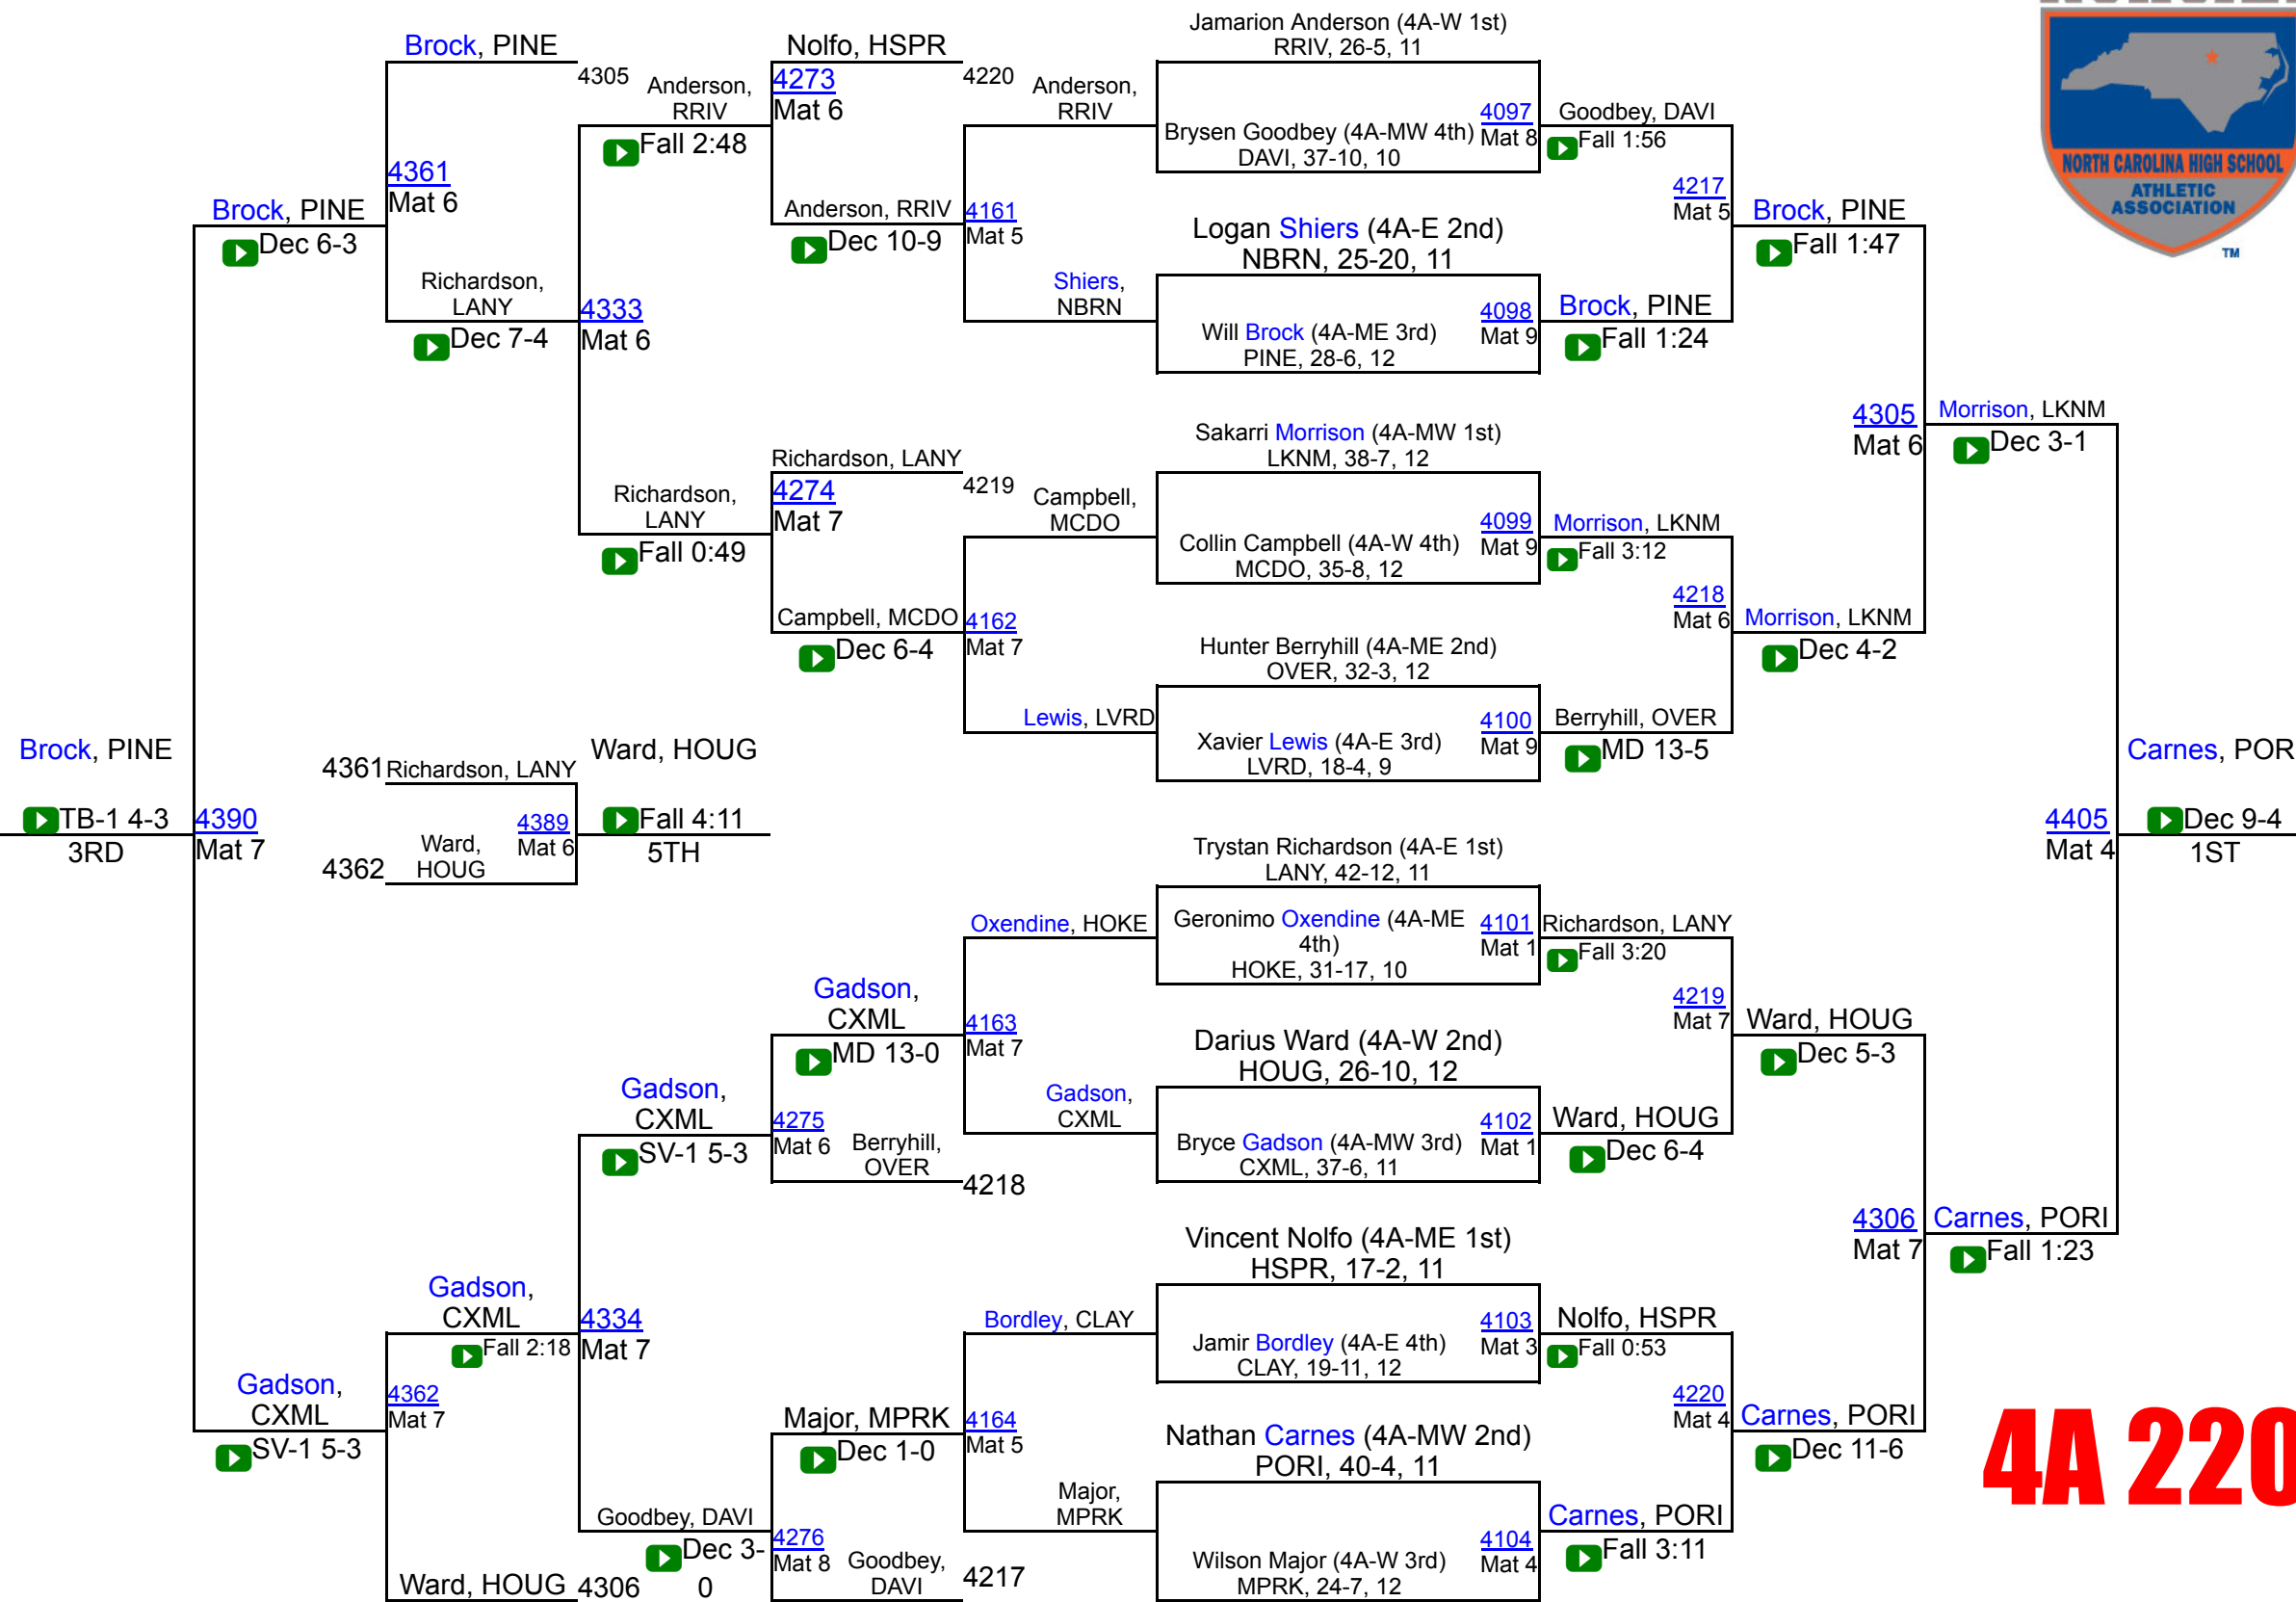 Jamarion Anderson (4A-W 1st)
RRIV, 26-5, 11
Brysen Goodbey (4A-MW 4th)
DAVI, 37-10, 10
4097
Mat 8
Logan Shiers (4A-E 2nd)
NBRN, 25-20, 11
Will Brock (4A-ME 3rd)
PINE, 28-6, 12
4098
Mat 9
Sakarri Morrison (4A-MW 1st)
LKNM, 38-7, 12
Collin Campbell (4A-W 4th)
MCDO, 35-8, 12
4099
Mat 9
Hunter Berryhill (4A-ME 2nd)
OVER, 32-3, 12
Xavier Lewis (4A-E 3rd)
LVRD, 18-4, 9
4100
Mat 9
Trystan Richardson (4A-E 1st)
LANY, 42-12, 11
Geronimo Oxendine (4A-ME
4th)
HOKE, 31-17, 10
4101
Mat 1
Darius Ward (4A-W 2nd)
HOUG, 26-10, 12
Bryce Gadson (4A-MW 3rd)
CXML, 37-6, 11
4102
Mat 1
Vincent Nolfo (4A-ME 1st)
HSPR, 17-2, 11
Jamir Bordley (4A-E 4th)
CLAY, 19-11, 12
4103
Mat 3
Nathan Carnes (4A-MW 2nd)
PORI, 40-4, 11
Wilson Major (4A-W 3rd)
MPRK, 24-7, 12
4104
Mat 4
Goodbey, DAVI
Fall 1:56
4217
Mat 5
Brock, PINE
Fall 1:24
Morrison, LKNM
Fall 3:12
4218
Mat 6
Berryhill, OVER
MD 13-5
Richardson, LANY
Fall 3:20
4219
Mat 7
Ward, HOUG
Dec 6-4
Nolfo, HSPR
Fall 0:53
4220
Mat 4
Carnes, PORI
Fall 3:11
Brock, PINE
Fall 1:47
4305
Mat 6
Morrison, LKNM
Dec 4-2
Ward, HOUG
Dec 5-3
4306
Mat 7
Carnes, PORI
Dec 11-6
Morrison, LKNM
Dec 3-1
4405
Mat 4
Carnes, PORI
Fall 1:23
Carnes, POR
Dec 9-4
1ST
Anderson,
RRIV
4161
Mat 5
Shiers,
NBRN
Campbell,
MCDO
4162
Mat 7
Lewis, LVRD
Oxendine, HOKE
4163
Mat 7
Gadson,
CXML
Bordley, CLAY
4164
Mat 5
Major,
MPRK
Nolfo, HSPR
4220
4273
Mat 6
Anderson, RRIV
Dec 10-9
Richardson, LANY
4219
4274
Mat 7
Campbell, MCDO
Dec 6-4
Gadson,
CXML
MD 13-0
4275
Mat 6
Berryhill,
OVER
4218
Major, MPRK
Dec 1-0
4276
Mat 8
Goodbey,
DAVI
4217
Anderson,
RRIV
Fall 2:48
4333
Mat 6
Richardson,
LANY
Fall 0:49
Gadson,
CXML
SV-1 5-3
4334
Mat 7
Goodbey, DAVI
Dec 3-
0
Brock, PINE
4305
4361
Mat 6
Richardson,
LANY
Dec 7-4
Gadson,
CXML
Fall 2:18
4362
Mat 7
Ward, HOUG 4306
Brock, PINE
Dec 6-3
4390
Mat 7
Gadson,
CXML
SV-1 5-3
Brock, PINE
TB-1 4-3
3RD
4361 Richardson, LANY
4389
Mat 6
4362
Ward,
HOUG
Ward, HOUG
Fall 4:11
5TH
NORTH CAROLINA HIGH SCHOOL
ATHLETIC
ASSOCIATION
TM
4A 220